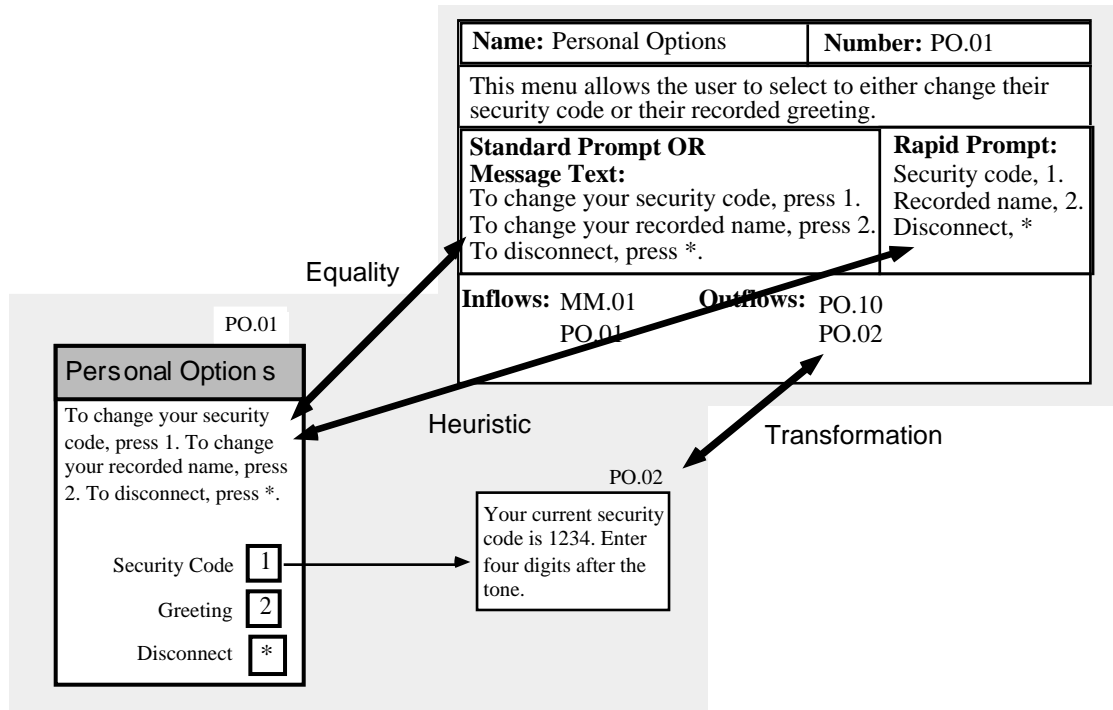 Name: Personal Options
Number: PO.01
This menu allows the user to select to either change their
security code or their recorded greeting.
Standard Prompt OR
Message Text:
To change your security code, press 1.
To change your recorded name, press 2.
To disconnect, press *.
Rapid Prompt:
Security code, 1.
Recorded name, 2.
Disconnect, *
Inflows: MM.01
PO.01
Outflows: PO.10
PO.02
Equality
Heuristic
Transformation
PO.01
Personal Options
To change your security
code, press 1. To change
your recorded name, press
2. To disconnect, press *.
Security Code 1
Greeting 2
Disconnect *
PO.02
Your current security
code is 1234. Enter
four digits after the
tone.